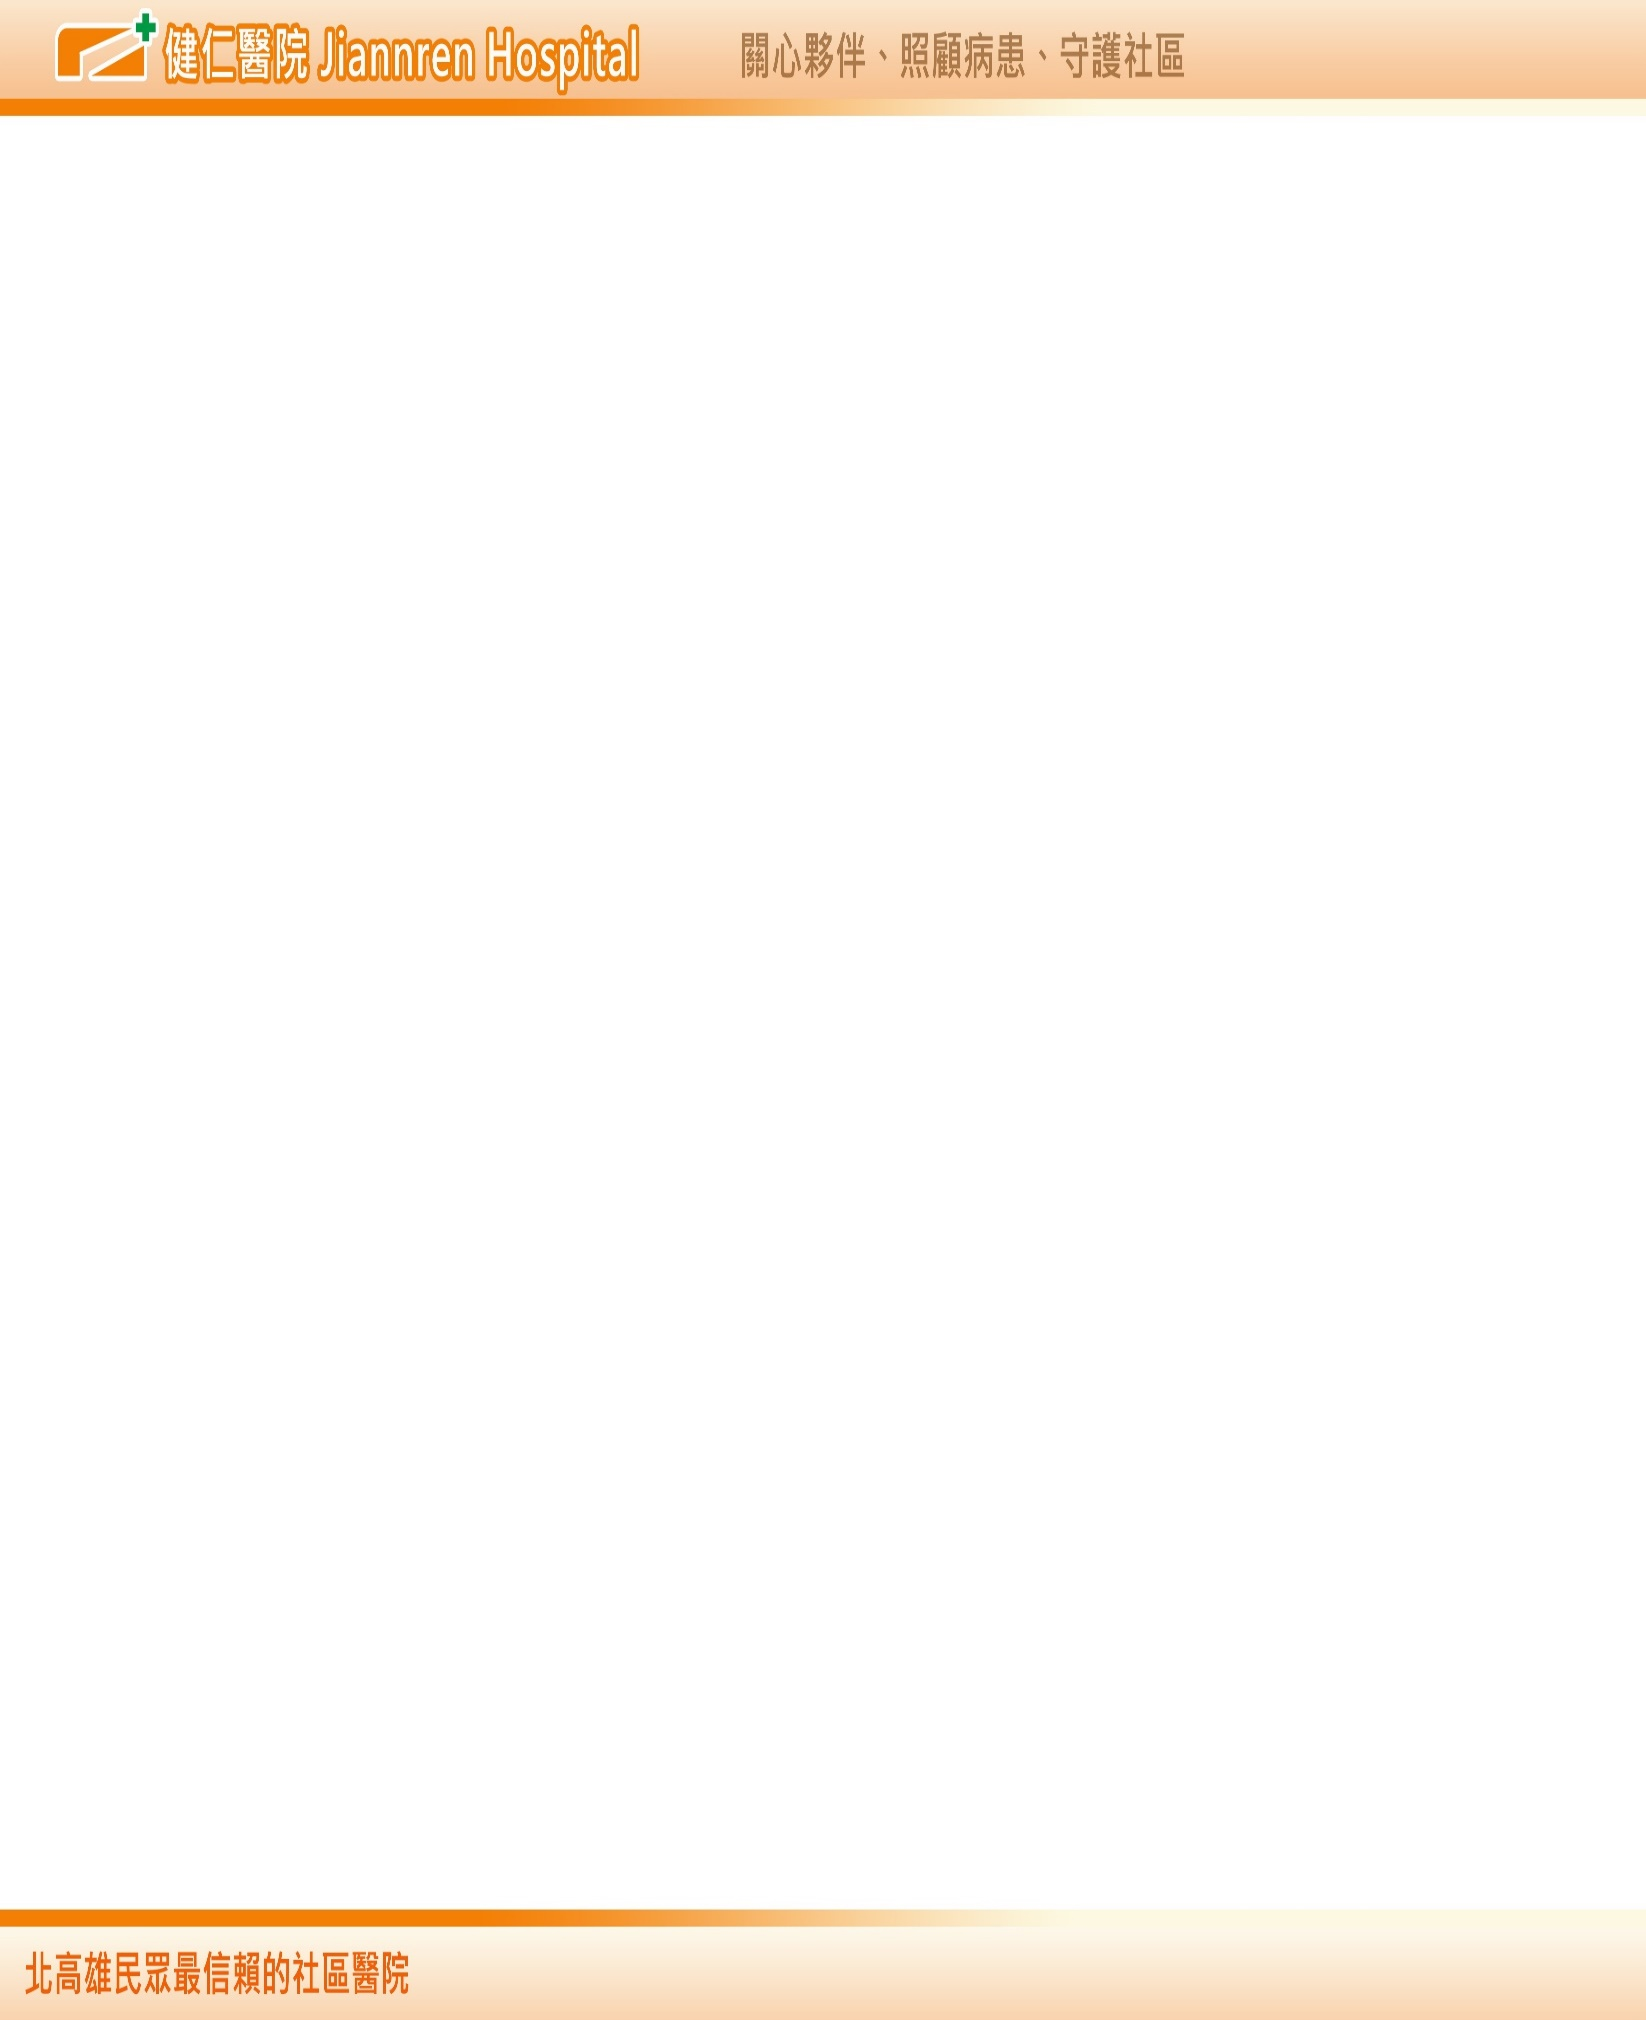 健仁醫院 Jiannren Hospital
關心夥伴、照顧病患、守護社區
北高雄民眾最信賴的社區醫院